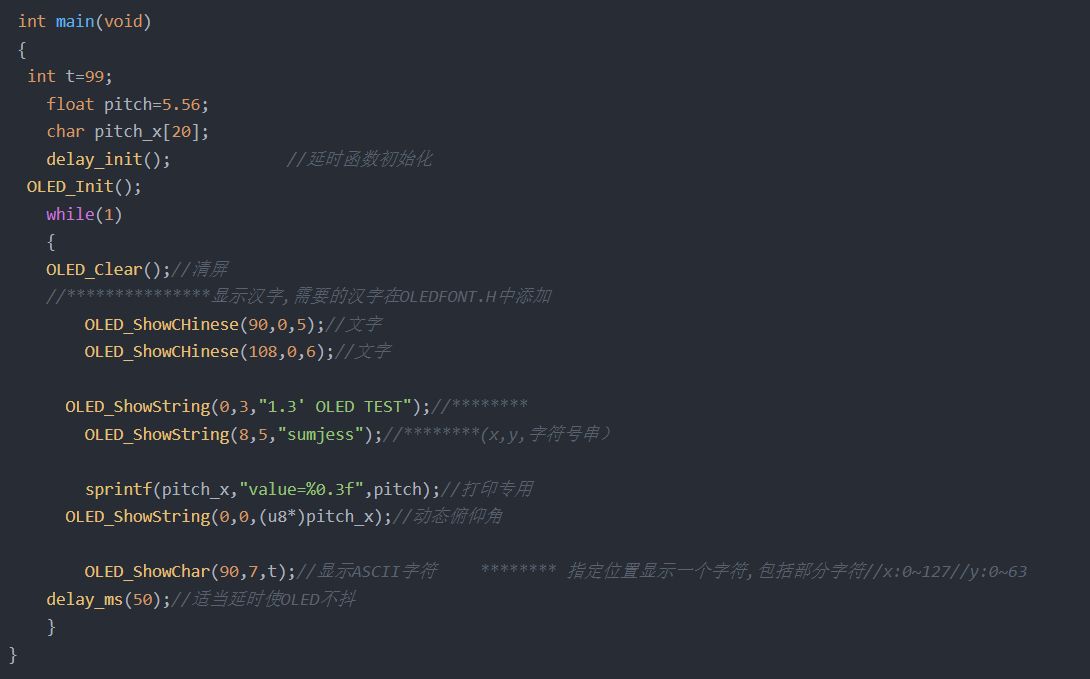 int main(void)
{
int t=99;
float pitch=5.56;
char pitch_x[20];
delay_init(); //延时函数初始化
OLED_Init();
while(1)
{
OLED_Clear();//清屏
//***************显示汉字,需要的汉字在OLEDFONT.H中添加
OLED_ShowCHinese(90,0,5);//文字
OLED_ShowCHinese(108,0,6);//文字
OLED_ShowString(0,3,"1.3' OLED TEST");//********
OLED_ShowString(8,5,"sumjess");//********(x,y,字符号串）
sprintf(pitch_x,"value=%0.3f",pitch);//打印专用
OLED_ShowString(0,0,(u8*)pitch_x);//动态俯仰角
OLED_ShowChar(90,7,t);//显示ASCII字符 ******** 指定位置显示一个字符,包括部分字符//x:0~127//y:0~63
delay_ms(50);//适当延时使OLED不抖
}
}